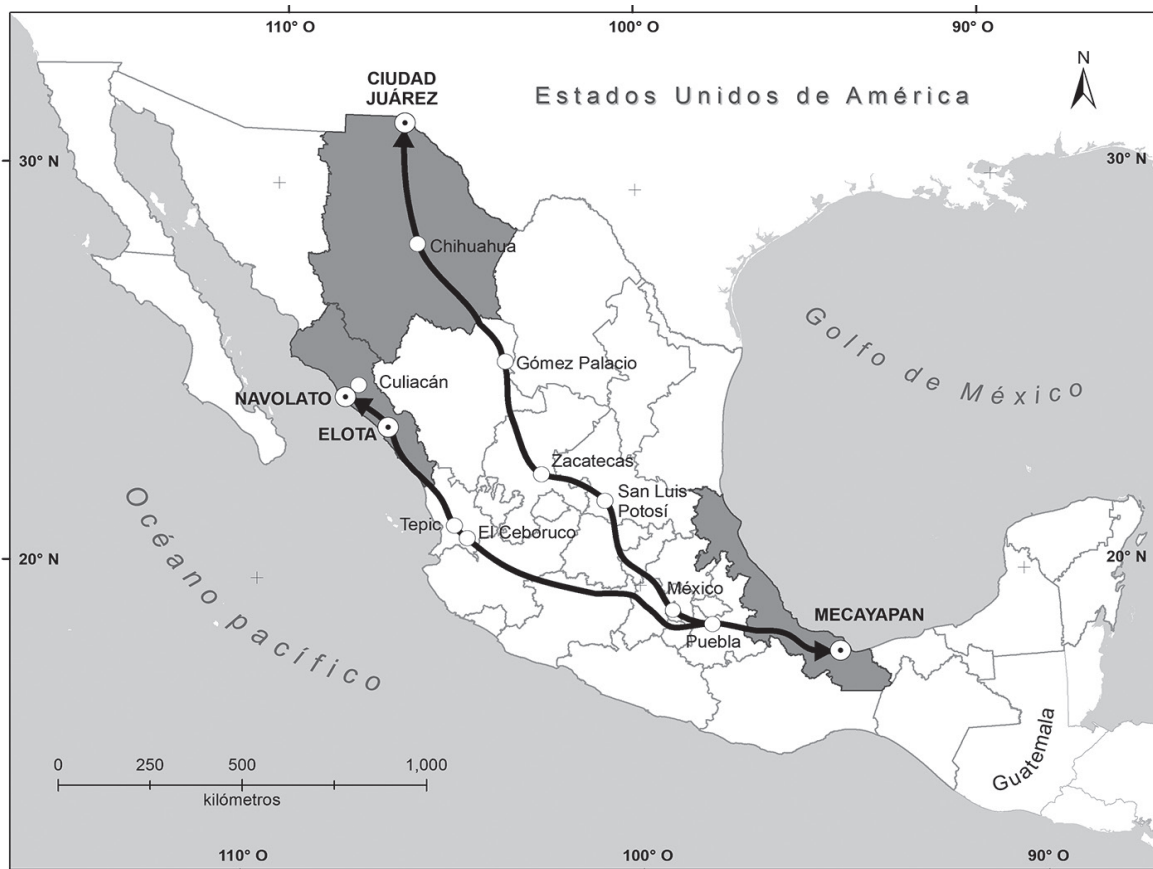 110° O
100° O
90° O
CIUDAD
JUÁREZ
Estados Unidos de América
N
30° N
30° N
Chihuahua
Golfo de México
Gómez Palacio
Culiacán
NAVOLATO
ELOTA
Zacatecas
San Luis
Potosí
Océano pacífico
Tepic
El Ceboruco
20° N
20° N
México
MECAYAPAN
Puebla
Guatemala
0 250 500 1,000
kilómetros
110° O
100° O
90° O